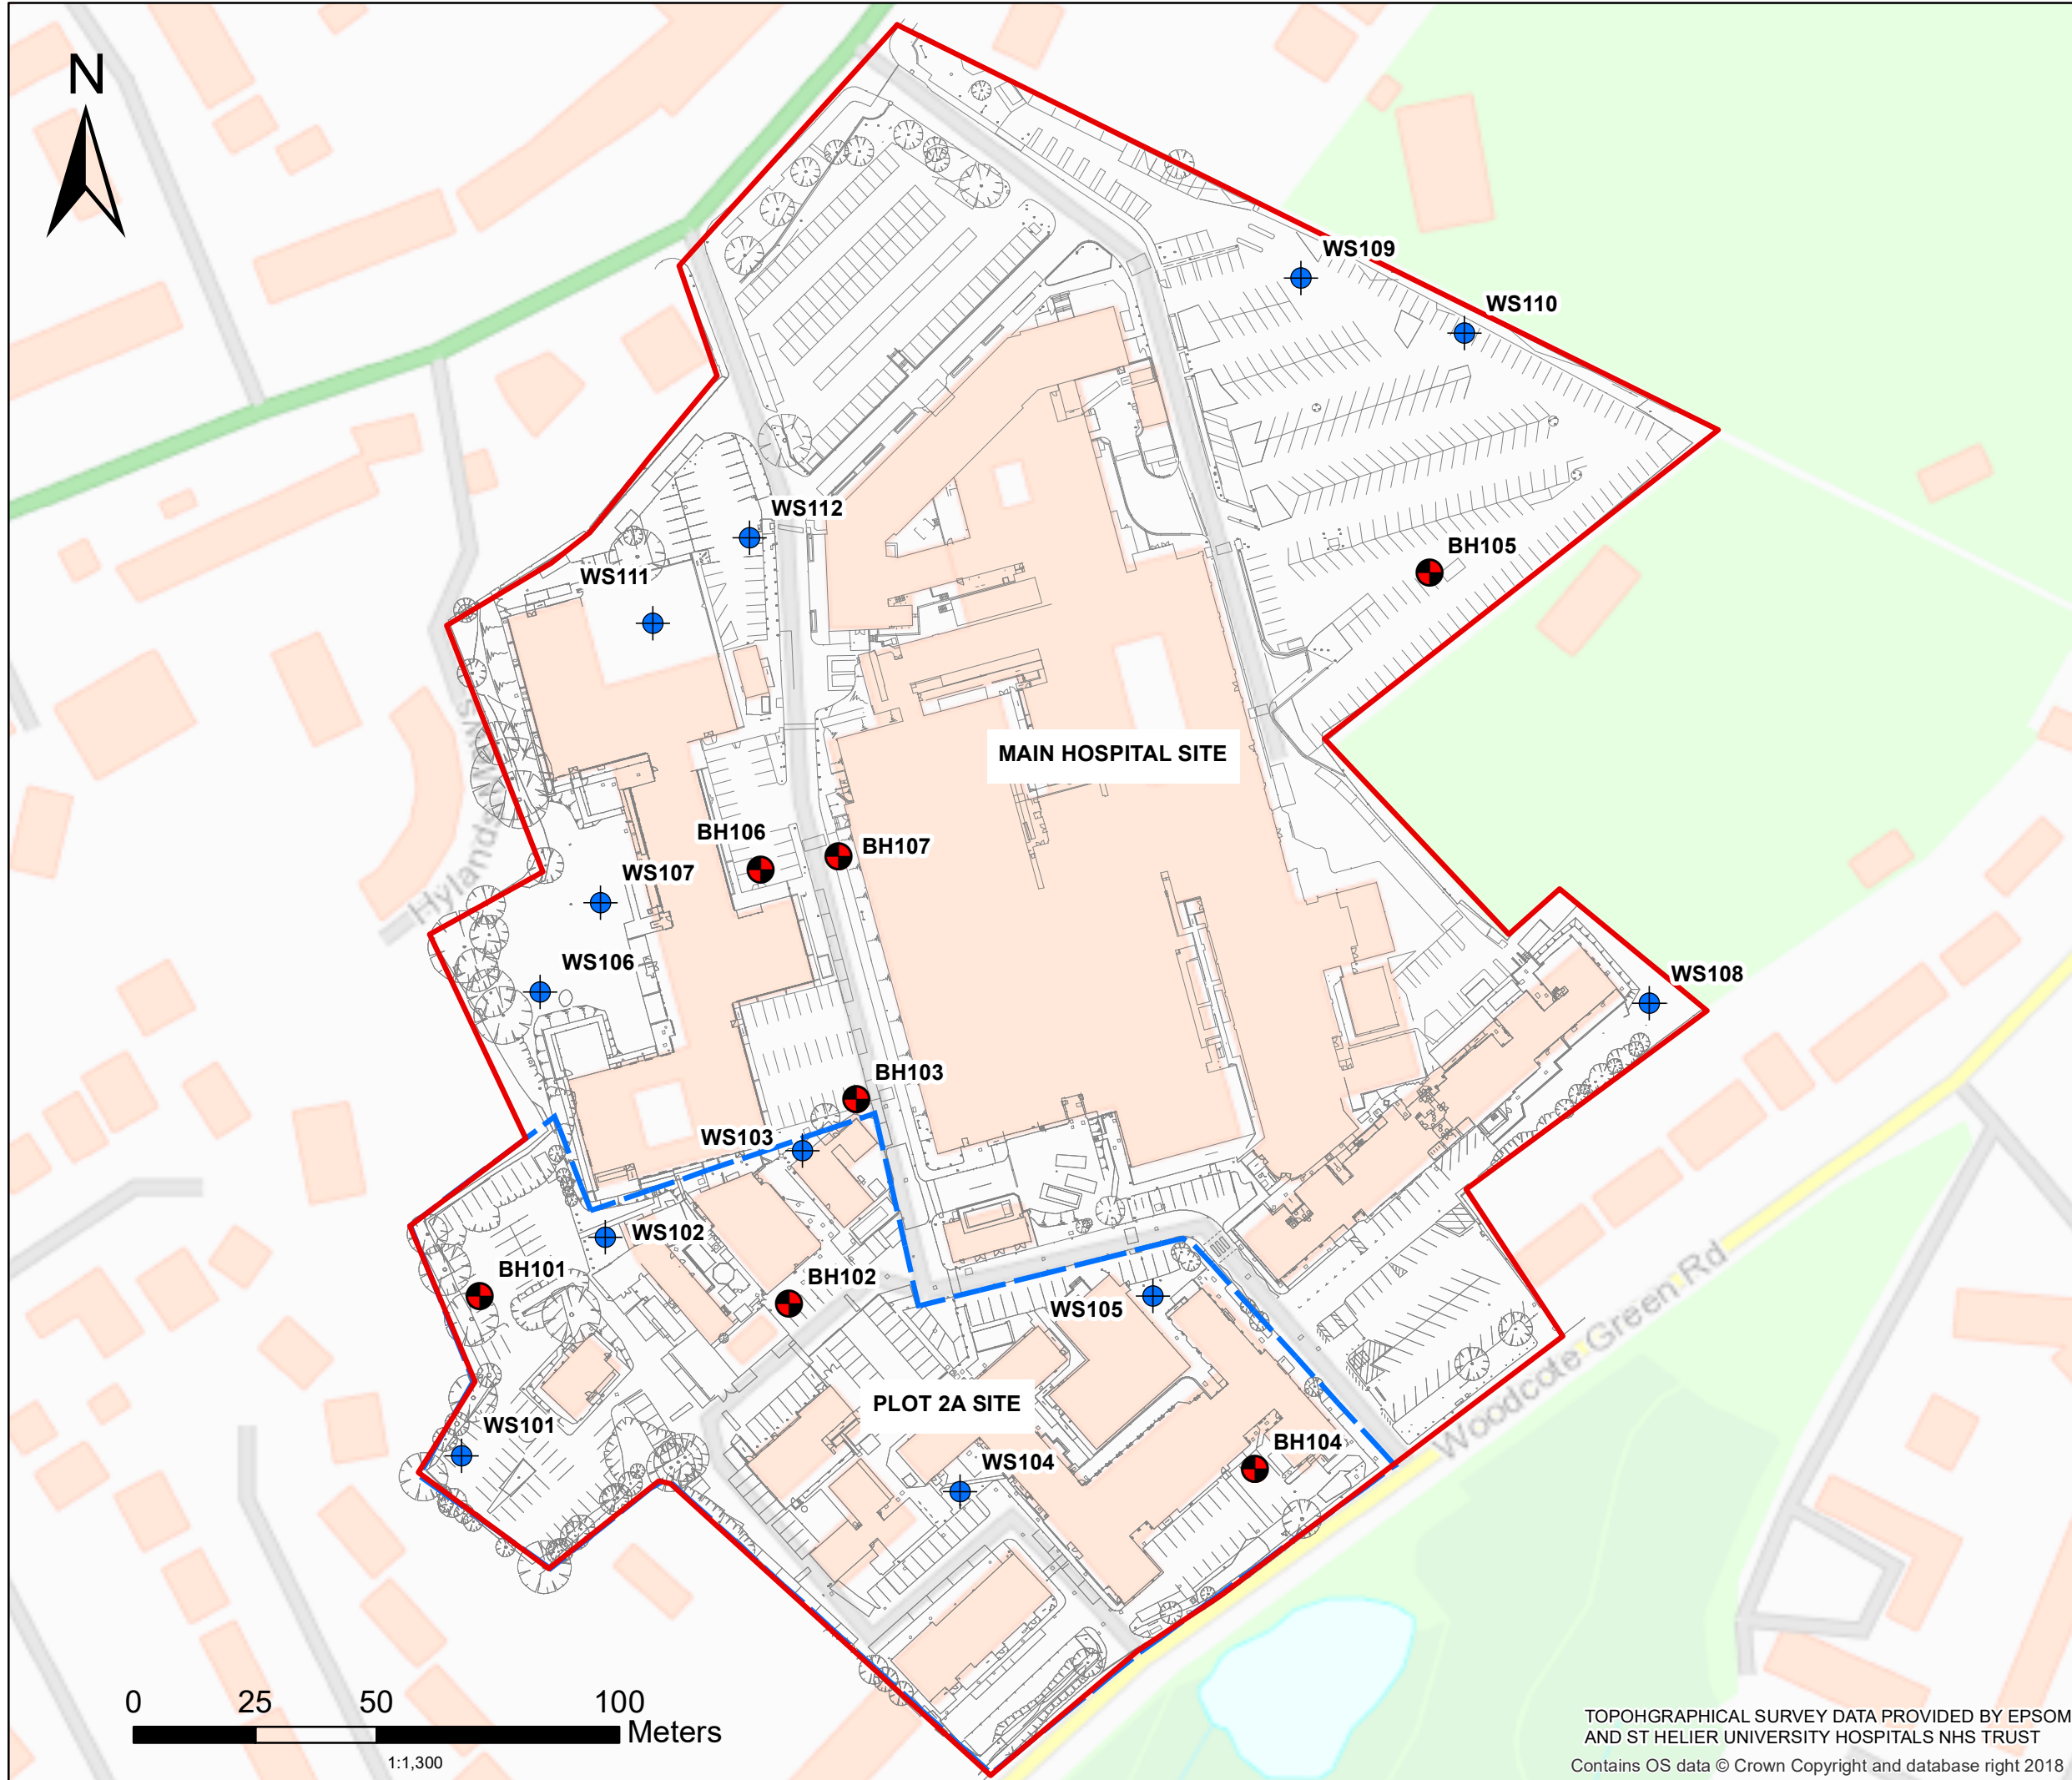 N
WS109
WS110
WS112
BH105
WS111
MAIN HOSPITAL SITE
BH106
BH107
WS107
Hylands Mews
WS106
WS108
BH103
WS103
WS102
BH101
BH102
WS105
Woodcote Green Rd
PLOT 2A SITE
WS101
BH104
WS104
0 25 50 100
Meters
1:1,300
TOPOHGRAPHICAL SURVEY DATA PROVIDED BY EPSOM
AND ST HELIER UNIVERSITY HOSPITALS NHS TRUST
Contains OS data © Crown Copyright and database right 2018